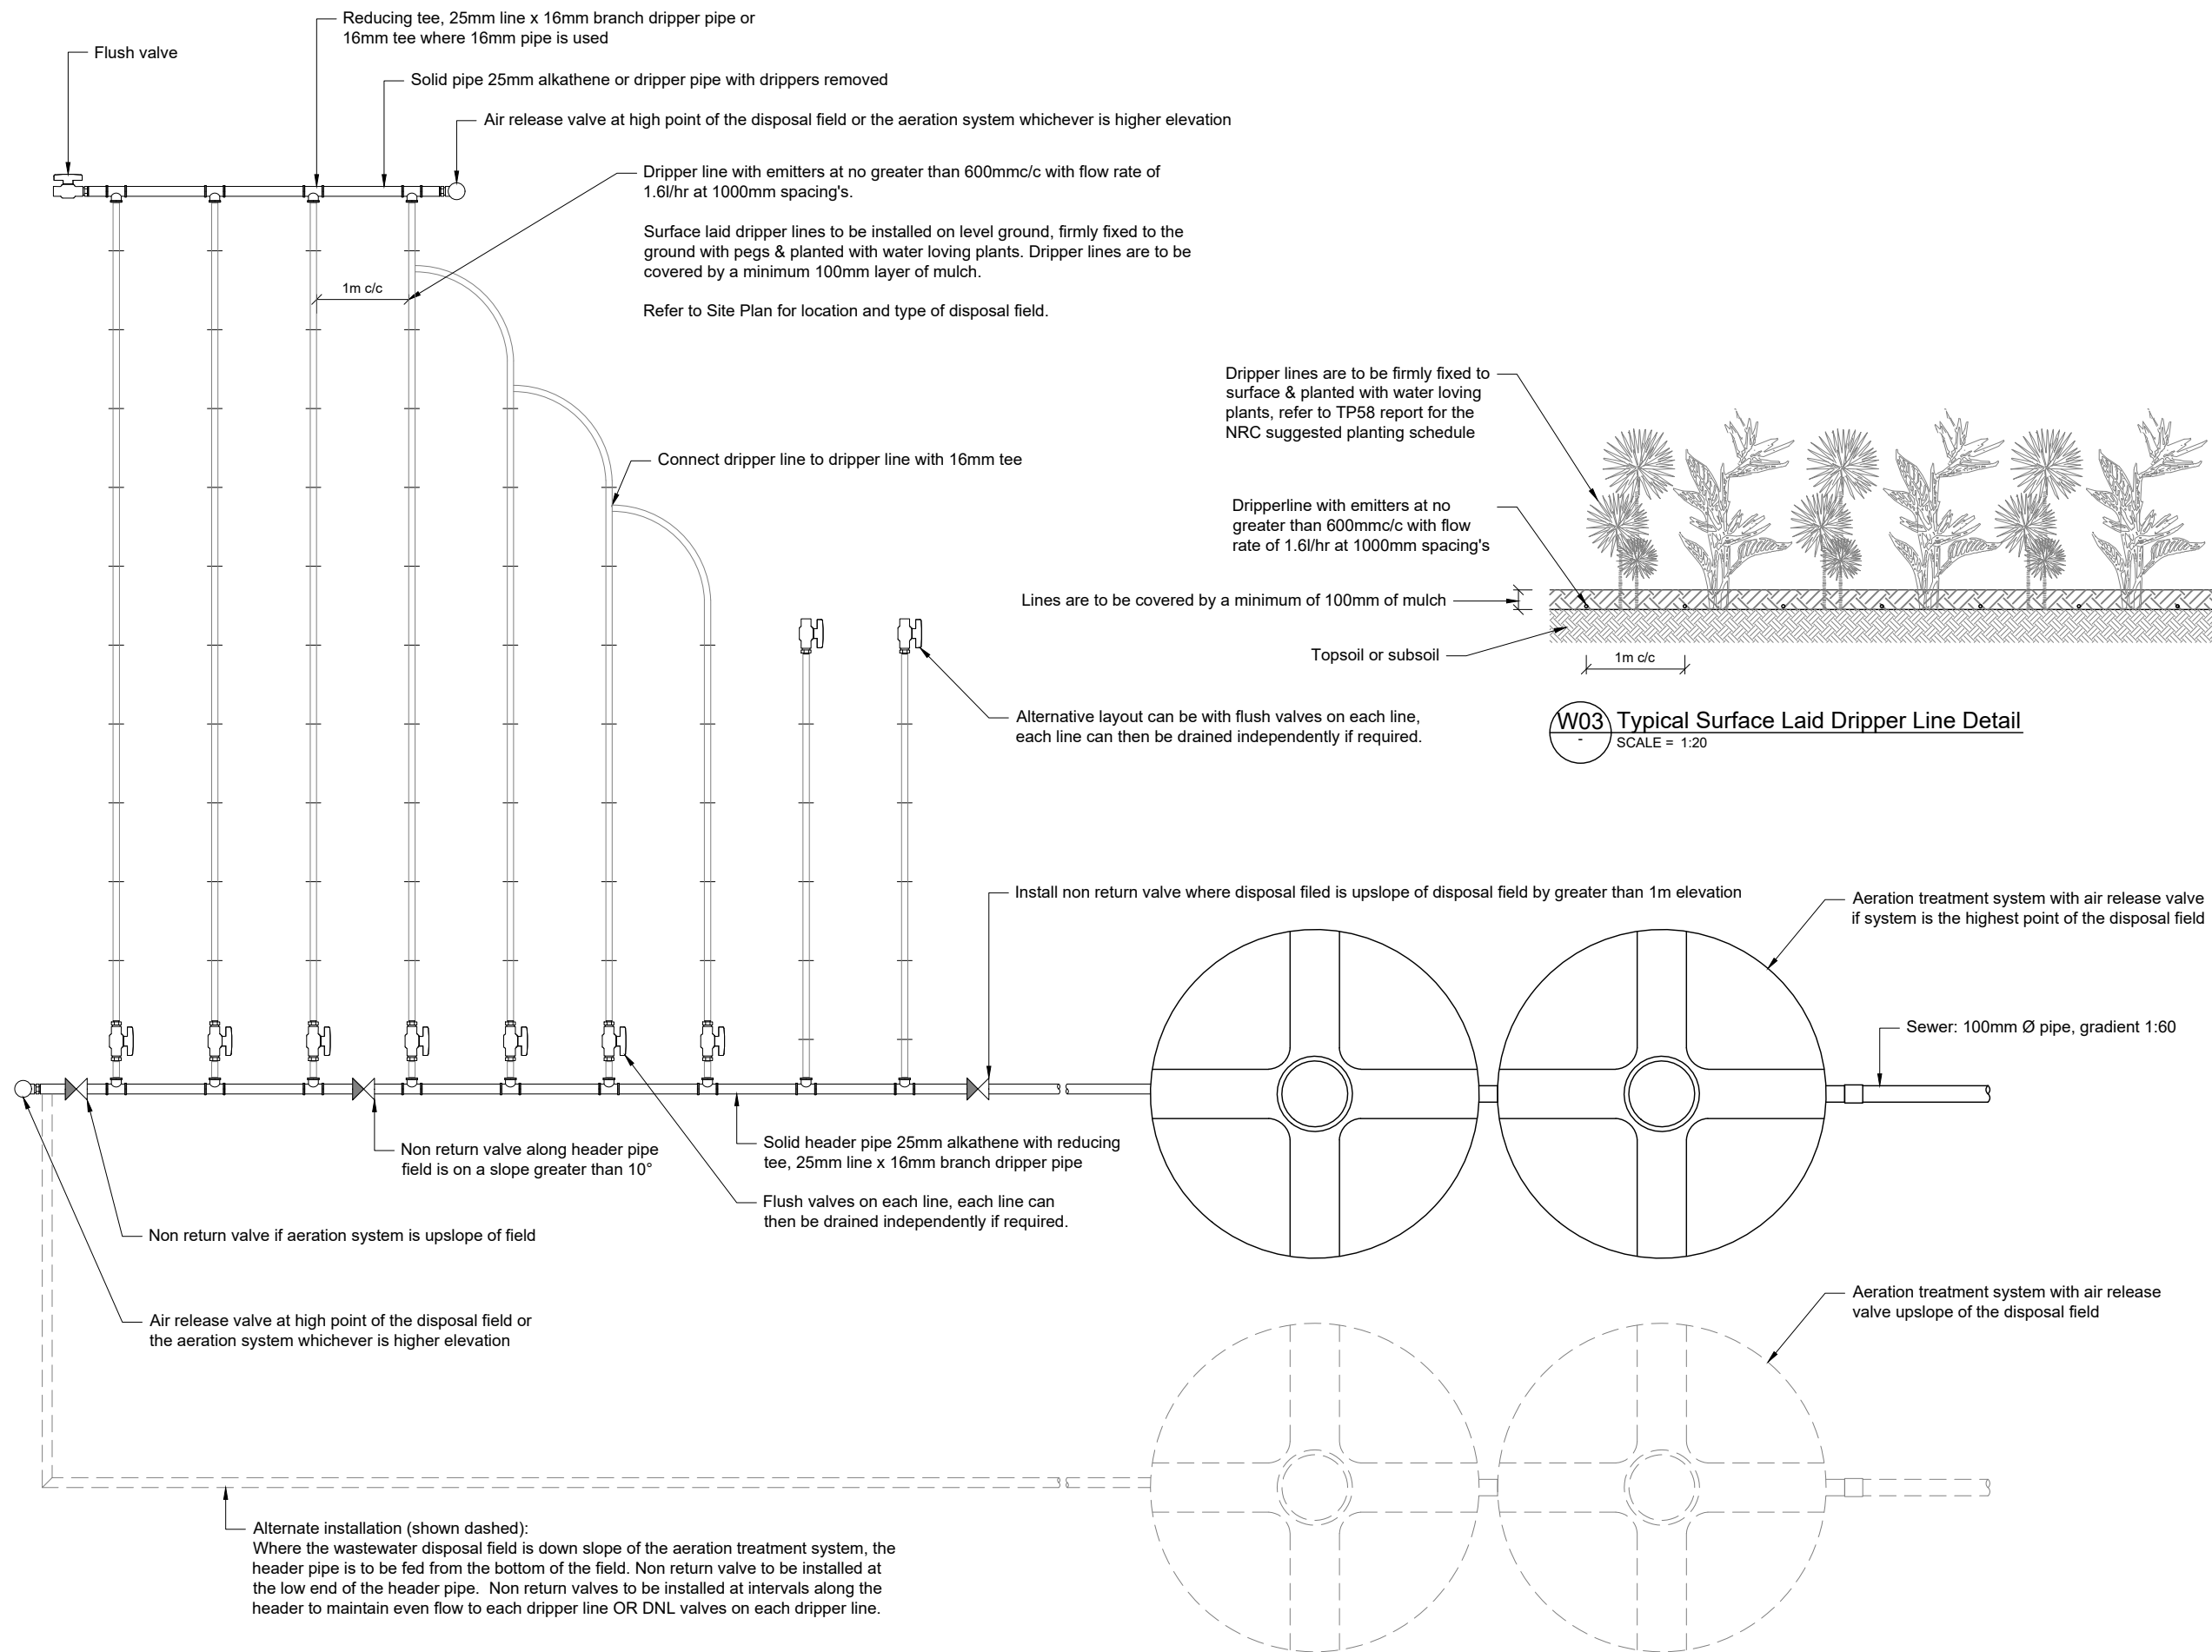 Reducing tee, 25mm line x 16mm branch dripper pipe or
16mm tee where 16mm pipe is used
Flush valve
Solid pipe 25mm alkathene or dripper pipe with drippers removed
Air release valve at high point of the disposal field or the aeration system whichever is higher elevation
Dripper line with emitters at no greater than 600mmc/c with flow rate of
1.6l/hr at 1000mm spacing's.
Surface laid dripper lines to be installed on level ground, firmly fixed to the
ground with pegs & planted with water loving plants. Dripper lines are to be
covered by a minimum 100mm layer of mulch.
Refer to Site Plan for location and type of disposal field.
1m c/c
Dripper lines are to be firmly fixed to
surface & planted with water loving
plants, refer to TP58 report for the
NRC suggested planting schedule
Connect dripper line to dripper line with 16mm tee
Dripperline with emitters at no
greater than 600mmc/c with flow
rate of 1.6l/hr at 1000mm spacing's
Lines are to be covered by a minimum of 100mm of mulch
Topsoil or subsoil
1m c/c
W03
-
Typical Surface Laid Dripper Line Detail
SCALE = 1:20
Alternative layout can be with flush valves on each line,
each line can then be drained independently if required.
Install non return valve where disposal filed is upslope of disposal field by greater than 1m elevation
Aeration treatment system with air release valve
if system is the highest point of the disposal field
Sewer: 100mm Ø pipe, gradient 1:60
Non return valve along header pipe
field is on a slope greater than 10°
Solid header pipe 25mm alkathene with reducing
tee, 25mm line x 16mm branch dripper pipe
Flush valves on each line, each line can
then be drained independently if required.
Non return valve if aeration system is upslope of field
Air release valve at high point of the disposal field or
the aeration system whichever is higher elevation
Aeration treatment system with air release
valve upslope of the disposal field
Alternate installation (shown dashed):
Where the wastewater disposal field is down slope of the aeration treatment system, the
header pipe is to be fed from the bottom of the field. Non return valve to be installed at
the low end of the header pipe.  Non return valves to be installed at intervals along the
header to maintain even flow to each dripper line OR DNL valves on each dripper line.